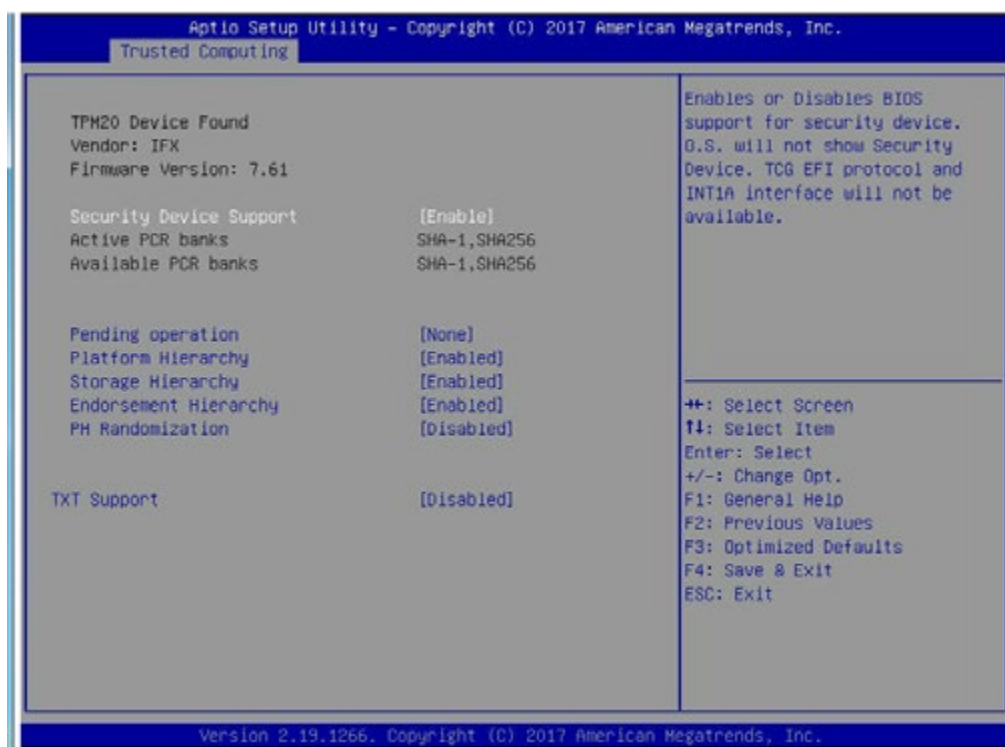 Aptio Setup Utility – Copyright (C) 2017 American Megatrends, Inc.
Trusted Computing
TPM20 Device Found
Vendor: IFX
Firmware Version: 7.61
Security Device Support [Enable]
Active PCR banks SHA-1,SHA256
Available PCR banks SHA-1,SHA256
Pending operation [None]
Platform Hierarchy [Enabled]
Storage Hierarchy [Enabled]
Endorsement Hierarchy [Enabled]
PH Randomization [Disabled]
TXT Support [Disabled]
Enables or Disables BIOS
support for security device.
O.S. will not show Security
Device. TCG EFI protocol and
INT1A interface will not be
available.
→←: Select Screen
↑↓: Select Item
Enter: Select
+/-: Change Opt.
F1: General Help
F2: Previous Values
F3: Optimized Defaults
F4: Save & Exit
ESC: Exit
Version 2.19.1266. Copyright (C) 2017 American Megatrends, Inc.